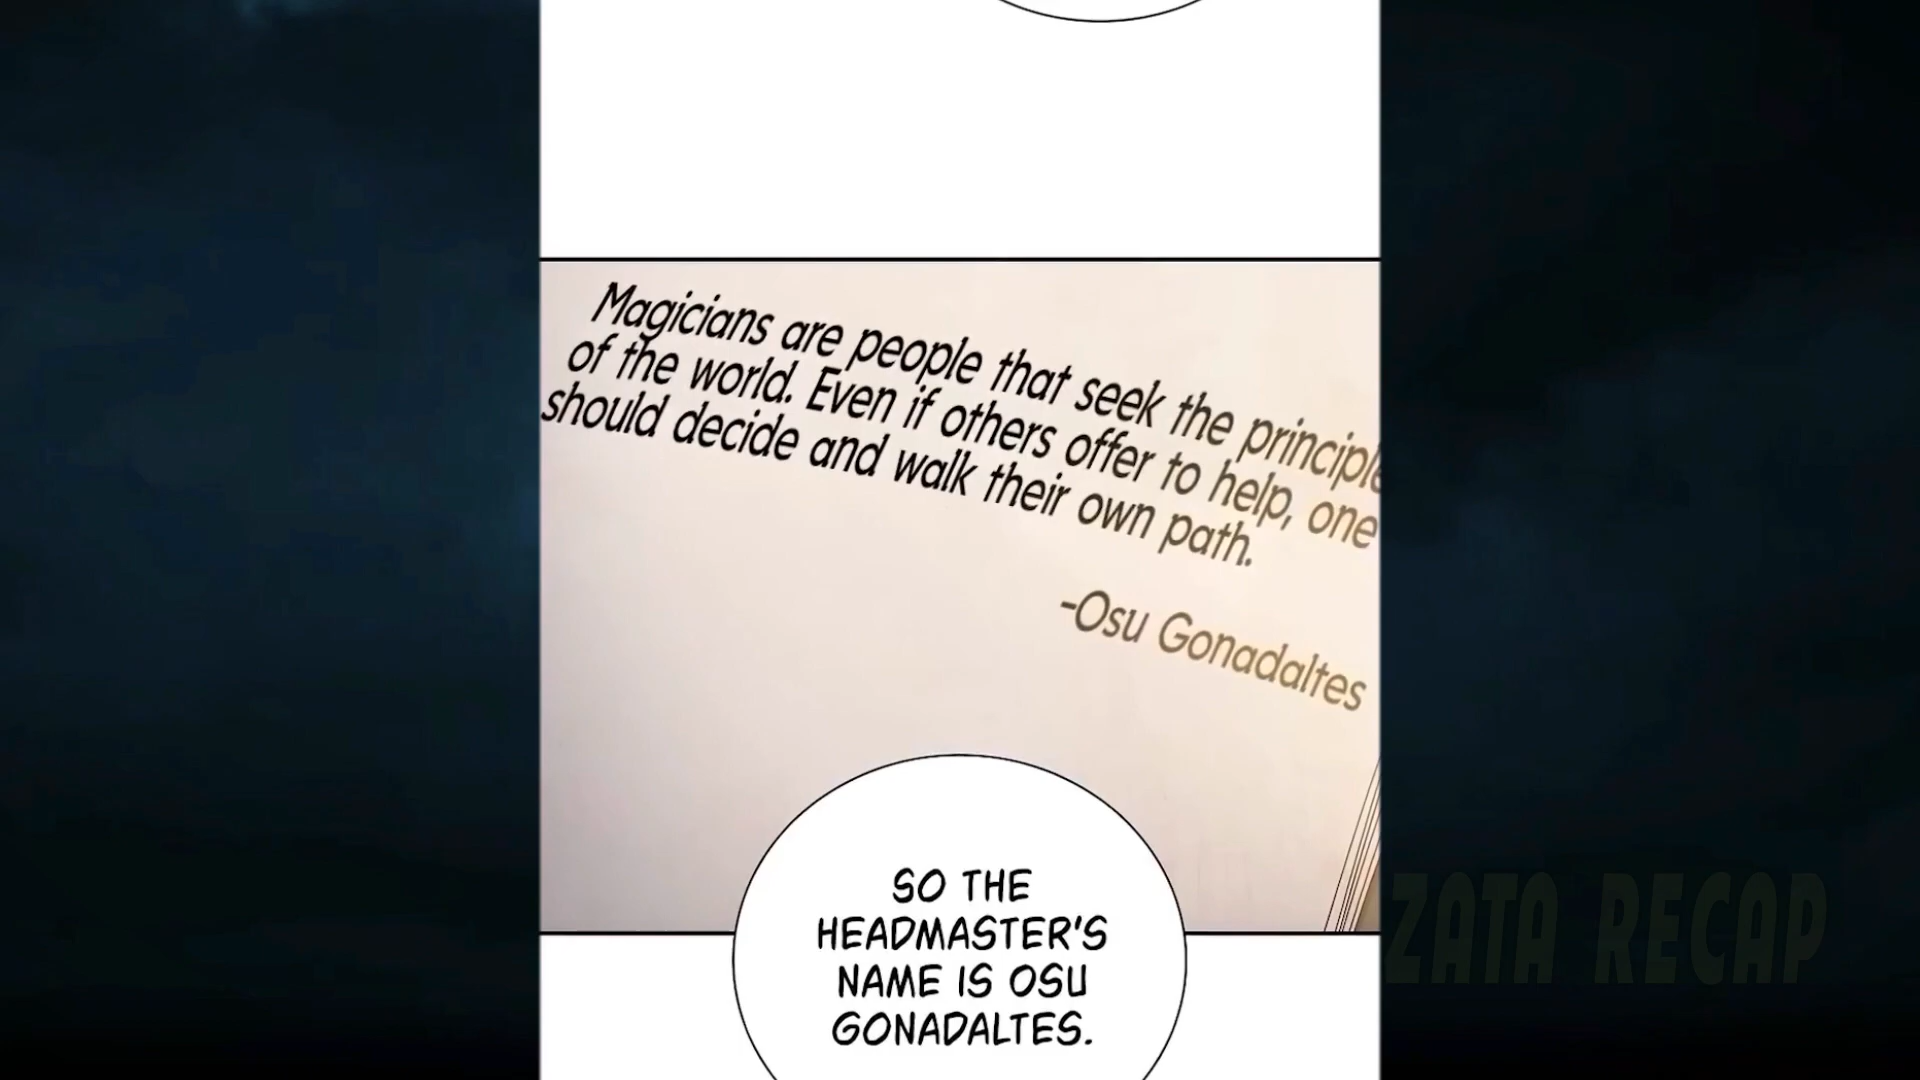 Magicians are people that seek the principle
of the world. Even if others offer to help, one
should decide and walk their own path.
-Osu Gonadaltes
SO THE
HEADMASTER'S
NAME IS OSU
GONADALTES.
ZATA RECAP